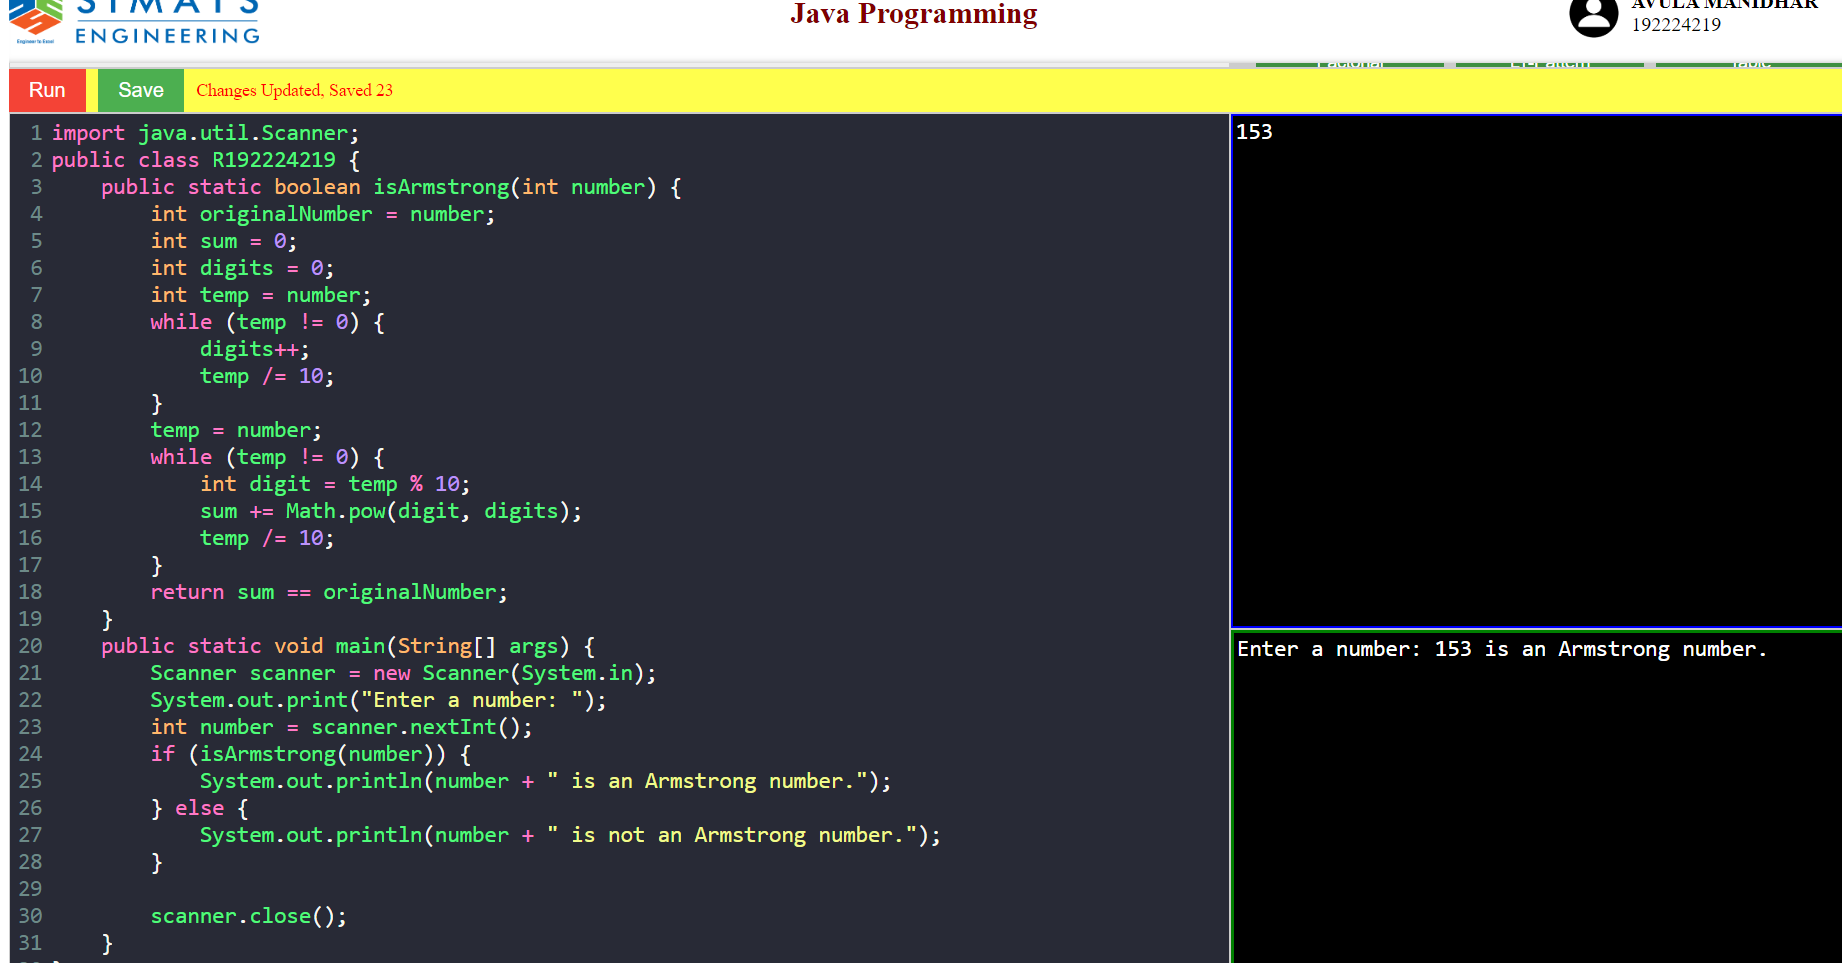 SIMATS
ENGINEERING
Engineer to Excel
Java Programming
AVULA MANIDHAR
192224219
Run
Save
Changes Updated, Saved 23
1 import java.util.Scanner;
2 public class R192224219 {
3     public static boolean isArmstrong(int number) {
4         int originalNumber = number;
5         int sum = 0;
6         int digits = 0;
7         int temp = number;
8         while (temp != 0) {
9             digits++;
10             temp /= 10;
11         }
12         temp = number;
13         while (temp != 0) {
14             int digit = temp % 10;
15             sum += Math.pow(digit, digits);
16             temp /= 10;
17         }
18         return sum == originalNumber;
19     }
20     public static void main(String[] args) {
21         Scanner scanner = new Scanner(System.in);
22         System.out.print("Enter a number: ");
23         int number = scanner.nextInt();
24         if (isArmstrong(number)) {
25             System.out.println(number + " is an Armstrong number.");
26         } else {
27             System.out.println(number + " is not an Armstrong number.");
28         }
29
30         scanner.close();
31     }
153
Enter a number: 153 is an Armstrong number.